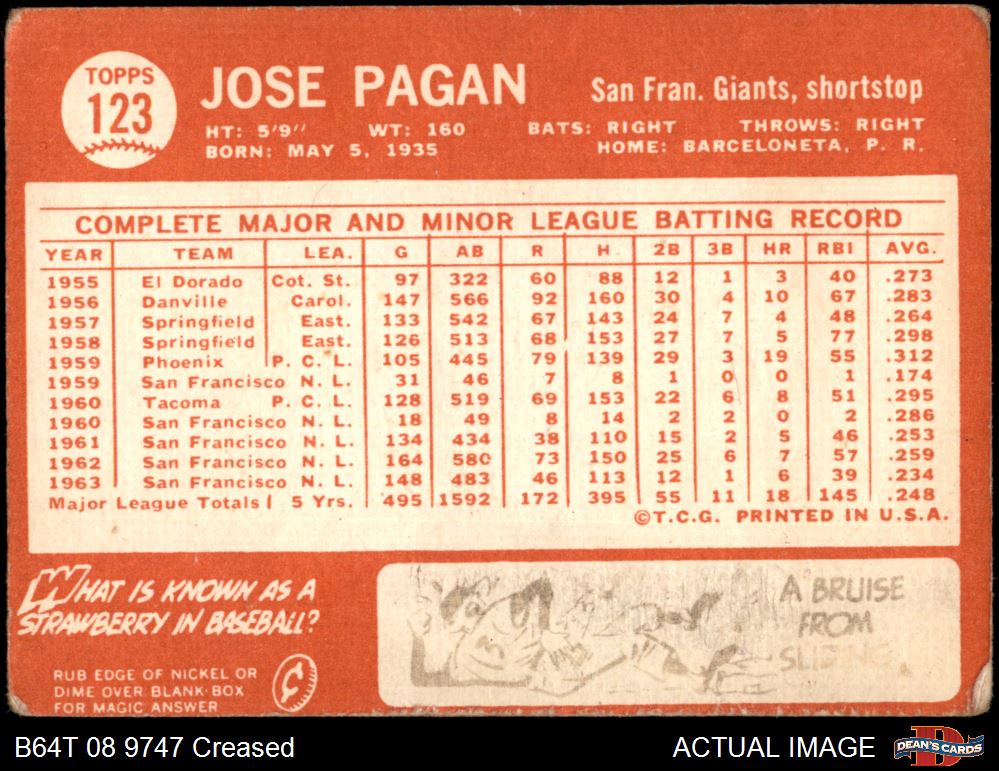 TOPPS
123
JOSE PAGAN
San Fran. Giants, shortstop
HT: 5'9" WT: 160 BATS: RIGHT THROWS: RIGHT
BORN: MAY 5, 1935 HOME: BARCELONETA, P. R.
COMPLETE MAJOR AND MINOR LEAGUE BATTING RECORD
YEAR TEAM LEA. G AB R H 2B 3B HR RBI AVG.
1955 El Dorado Cot. St. 97 322 60 88 12 1 3 40 .273
1956 Danville Carol. 147 566 92 160 30 4 10 67 .283
1957 Springfield East. 133 542 67 143 24 7 4 48 .264
1958 Springfield East. 126 513 68 153 27 7 5 77 .298
1959 Phoenix P. C. L. 105 445 79 139 29 3 19 55 .312
1959 San Francisco N. L. 31 46 7 8 1 0 0 1 .174
1960 Tacoma P. C. L. 128 519 69 153 22 6 8 51 .295
1960 San Francisco N. L. 18 49 8 14 2 2 0 2 .286
1961 San Francisco N. L. 134 434 38 110 15 2 5 46 .253
1962 San Francisco N. L. 164 580 73 150 25 6 7 57 .259
1963 San Francisco N. L. 148 483 46 113 12 1 6 39 .234
Major League Totals 5 Yrs. 495 1592 172 395 55 11 18 145 .248
©T.C.G. PRINTED IN U.S.A.
WHAT IS KNOWN AS A
STRAWBERRY IN BASEBALL?
RUB EDGE OF NICKEL OR
DIME OVER BLANK BOX
FOR MAGIC ANSWER
A BRUISE
FROM
SLIDING.
B64T 08 9747 Creased
ACTUAL IMAGE
DEAN'S CARDS